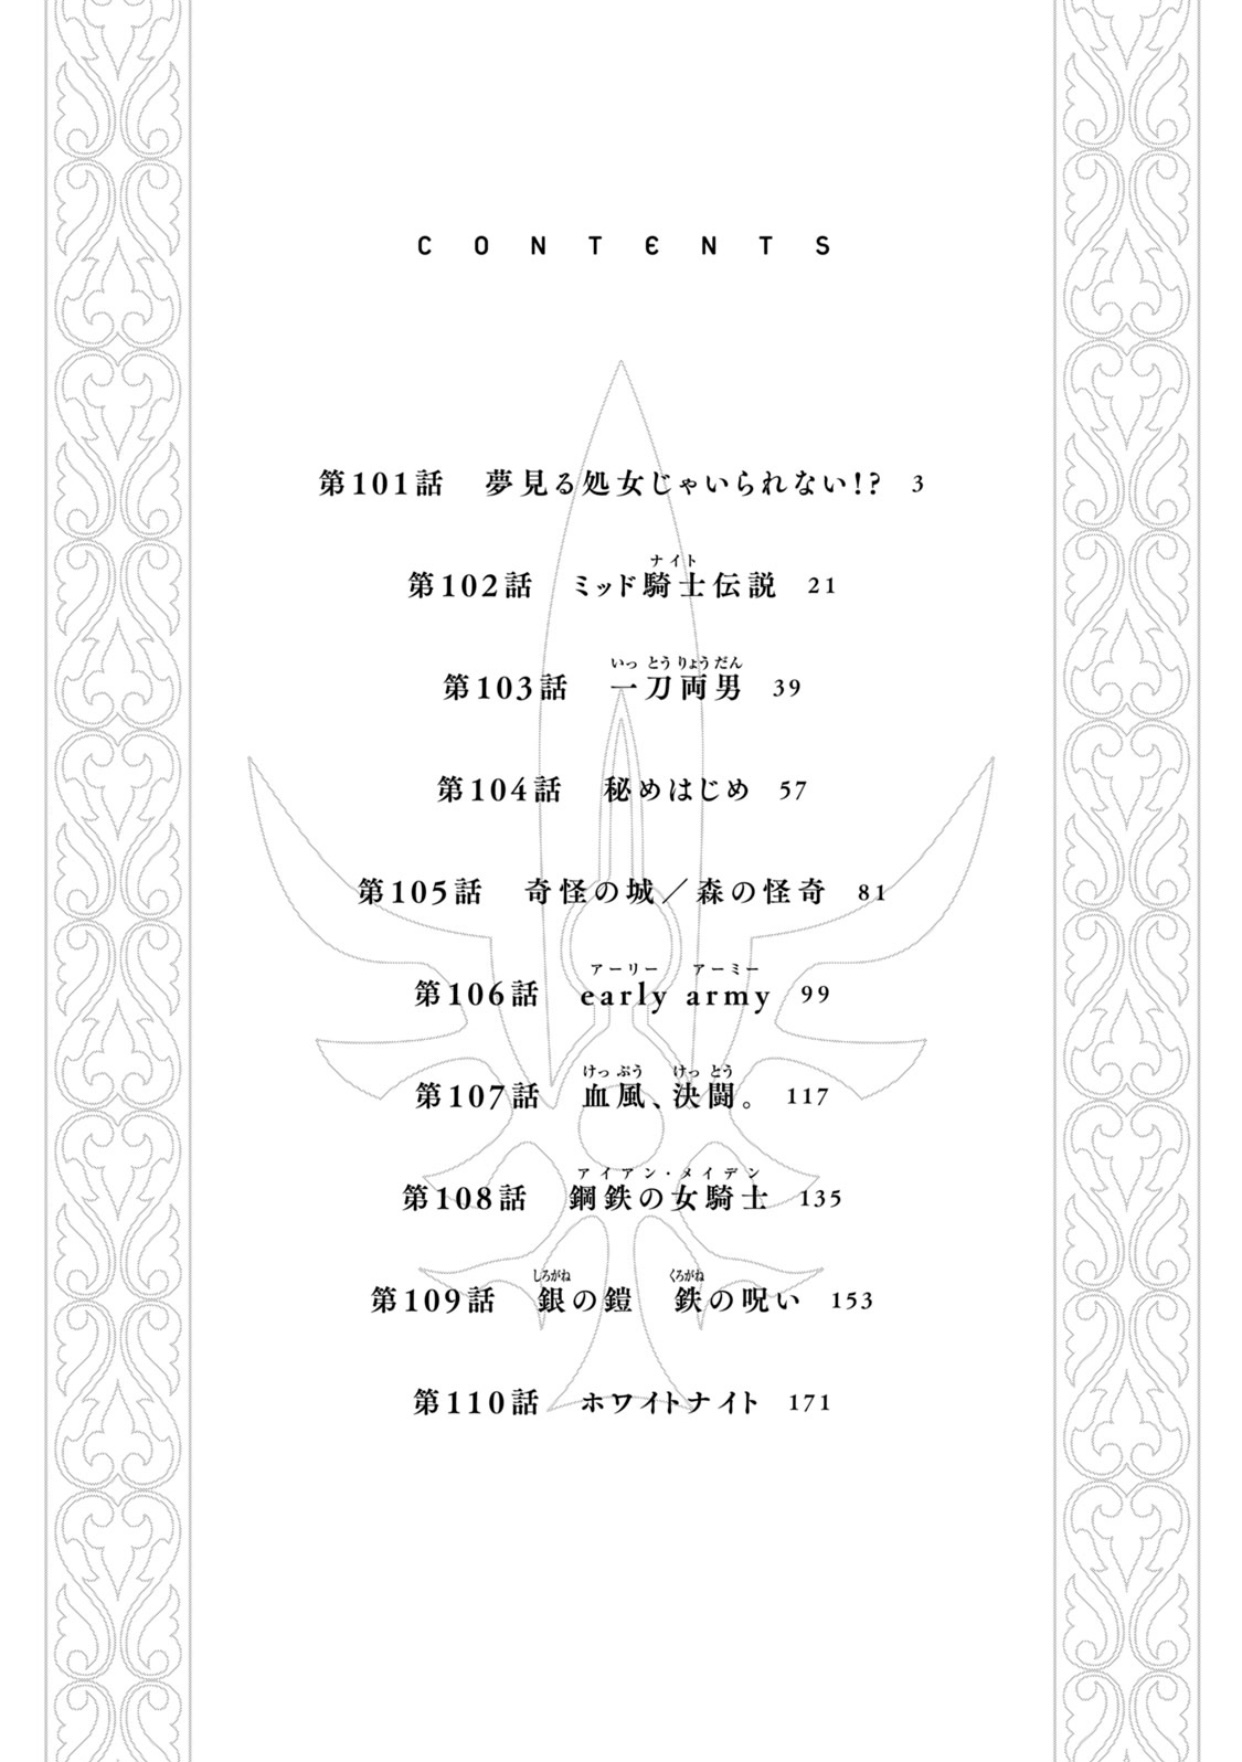 CONTENTS
第101話 夢見る処女じゃいられない!? 3
ナイト
第102話 ミッド騎士伝説 21
いっとうりょうだん
第103話 一刀両男 39
第104話 秘めはじめ 57
第105話 奇怪の城／森の怪奇 81
アーリー アーミー
第106話 early army 99
けっぷう けっとう
第107話 血風、決闘。 117
アイアン・メイデン
第108話 鋼鉄の女騎士 135
しろがね くろがね
第109話 銀の鎧 鉄の呪い 153
第110話 ホワイトナイト 171